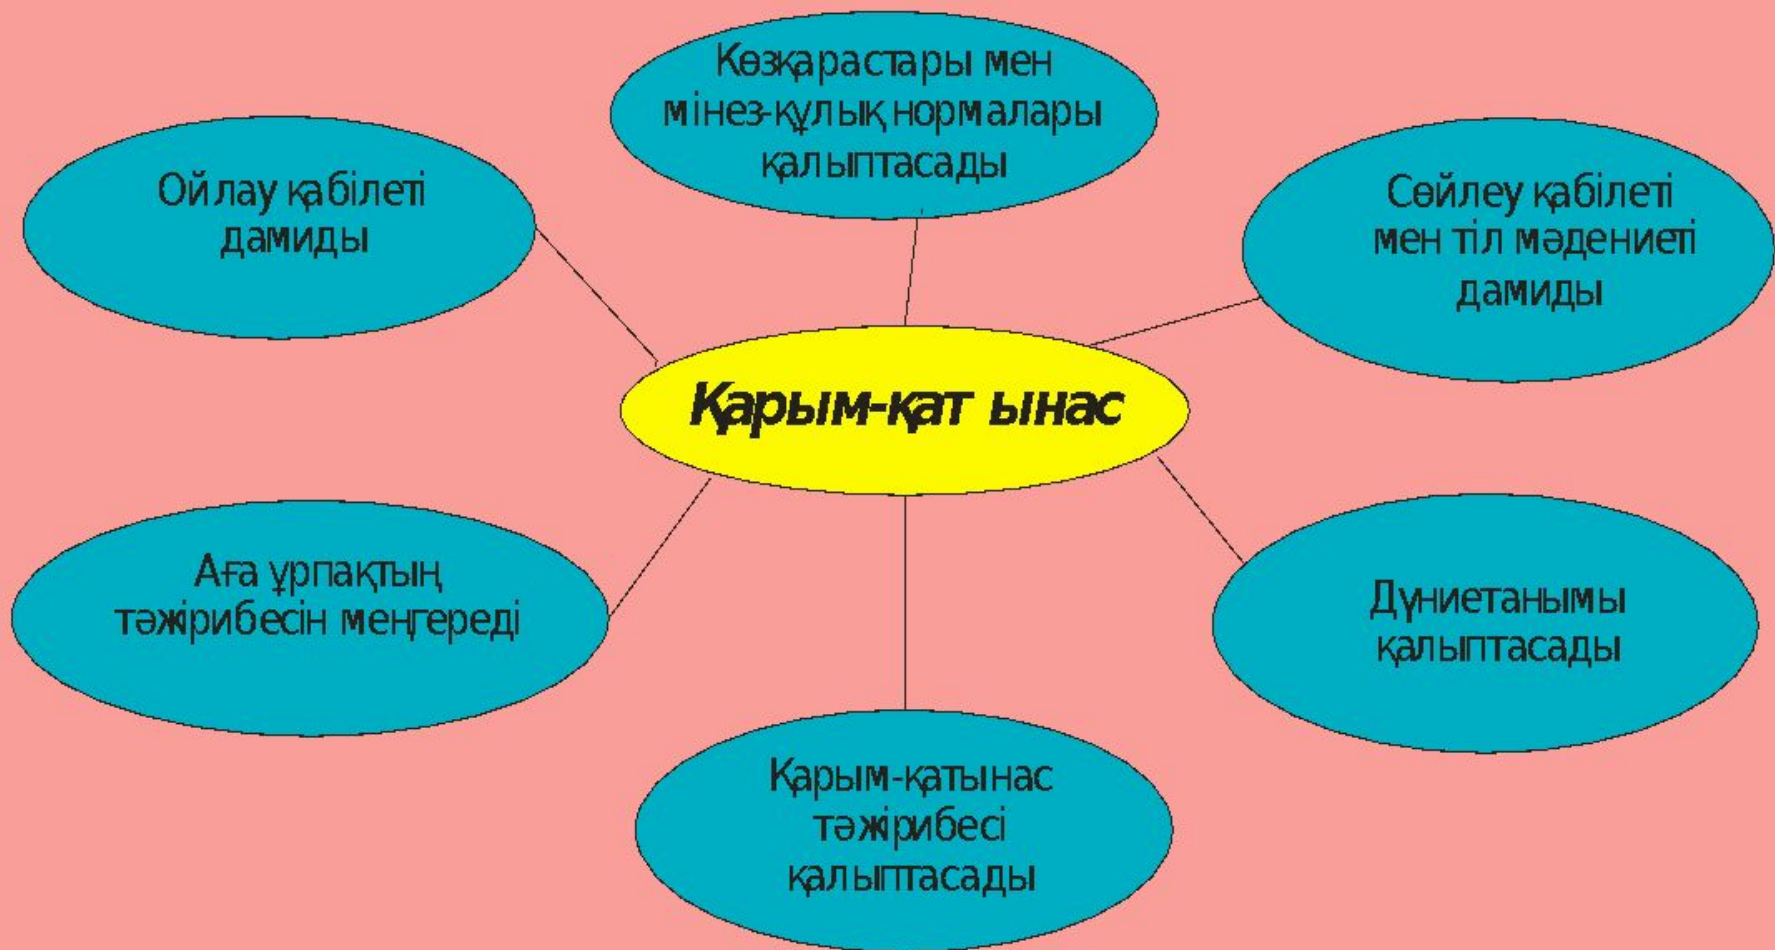 Көзқарастары мен
мінез-құлық нормалары
қалыптасады
Ойлау қабілеті
дамиды
Сөйлеу қабілеті
мен тіл мәдениеті
дамиды
Қарым-қат ынас
Аға ұрпақтың
тәжірибесін меңгереді
Дүниетанымы
қалыптасады
Қарым-қатынас
тәжірибесі
қалыптасады